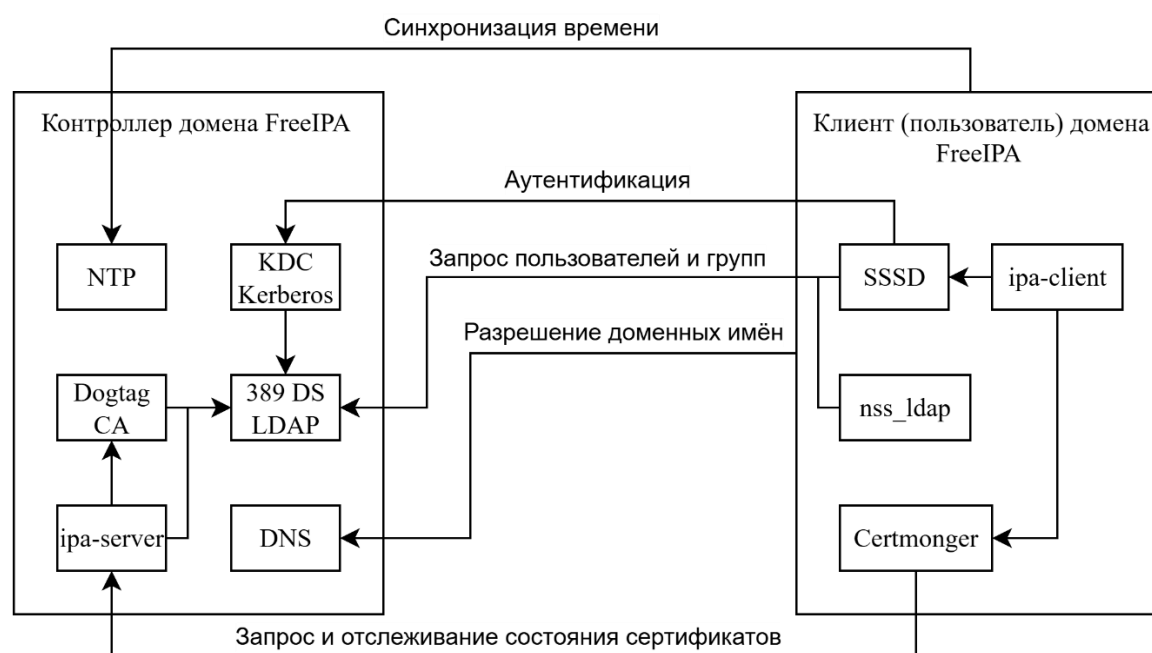 Синхронизация времени
Контроллер домена FreeIPA
Клиент (пользователь) домена
FreeIPA
Аутентификация
NTP
KDC
Kerberos
Запрос пользователей и групп
SSSD
ipa-client
Разрешение доменных имён
Dogtag
CA
389 DS
LDAP
nss_ldap
ipa-server
DNS
Certmonger
Запрос и отслеживание состояния сертификатов